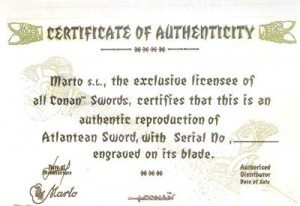 CERTIFICATE OF AUTHENTICITY
Marto s.l., the exclusive licensee of
all Conan™ Swords, certifies that this is an
authentic reproduction of
Atlantean Sword, with Serial No, ______
engraved on its blade.
Authorized
Distributor
Date of Sale
Marto
CONAN